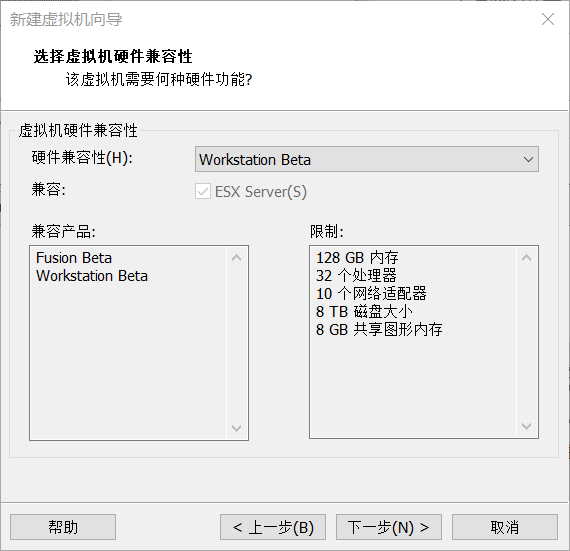 新建虚拟机向导
选择虚拟机硬件兼容性
该虚拟机需要何种硬件功能?
虚拟机硬件兼容性
硬件兼容性(H):
Workstation Beta
兼容:
ESX Server(S)
兼容产品:
Fusion Beta
Workstation Beta
限制:
128 GB 内存
32 个处理器
10 个网络适配器
8 TB 磁盘大小
8 GB 共享图形内存
帮助
< 上一步(B)
下一步(N) >
取消